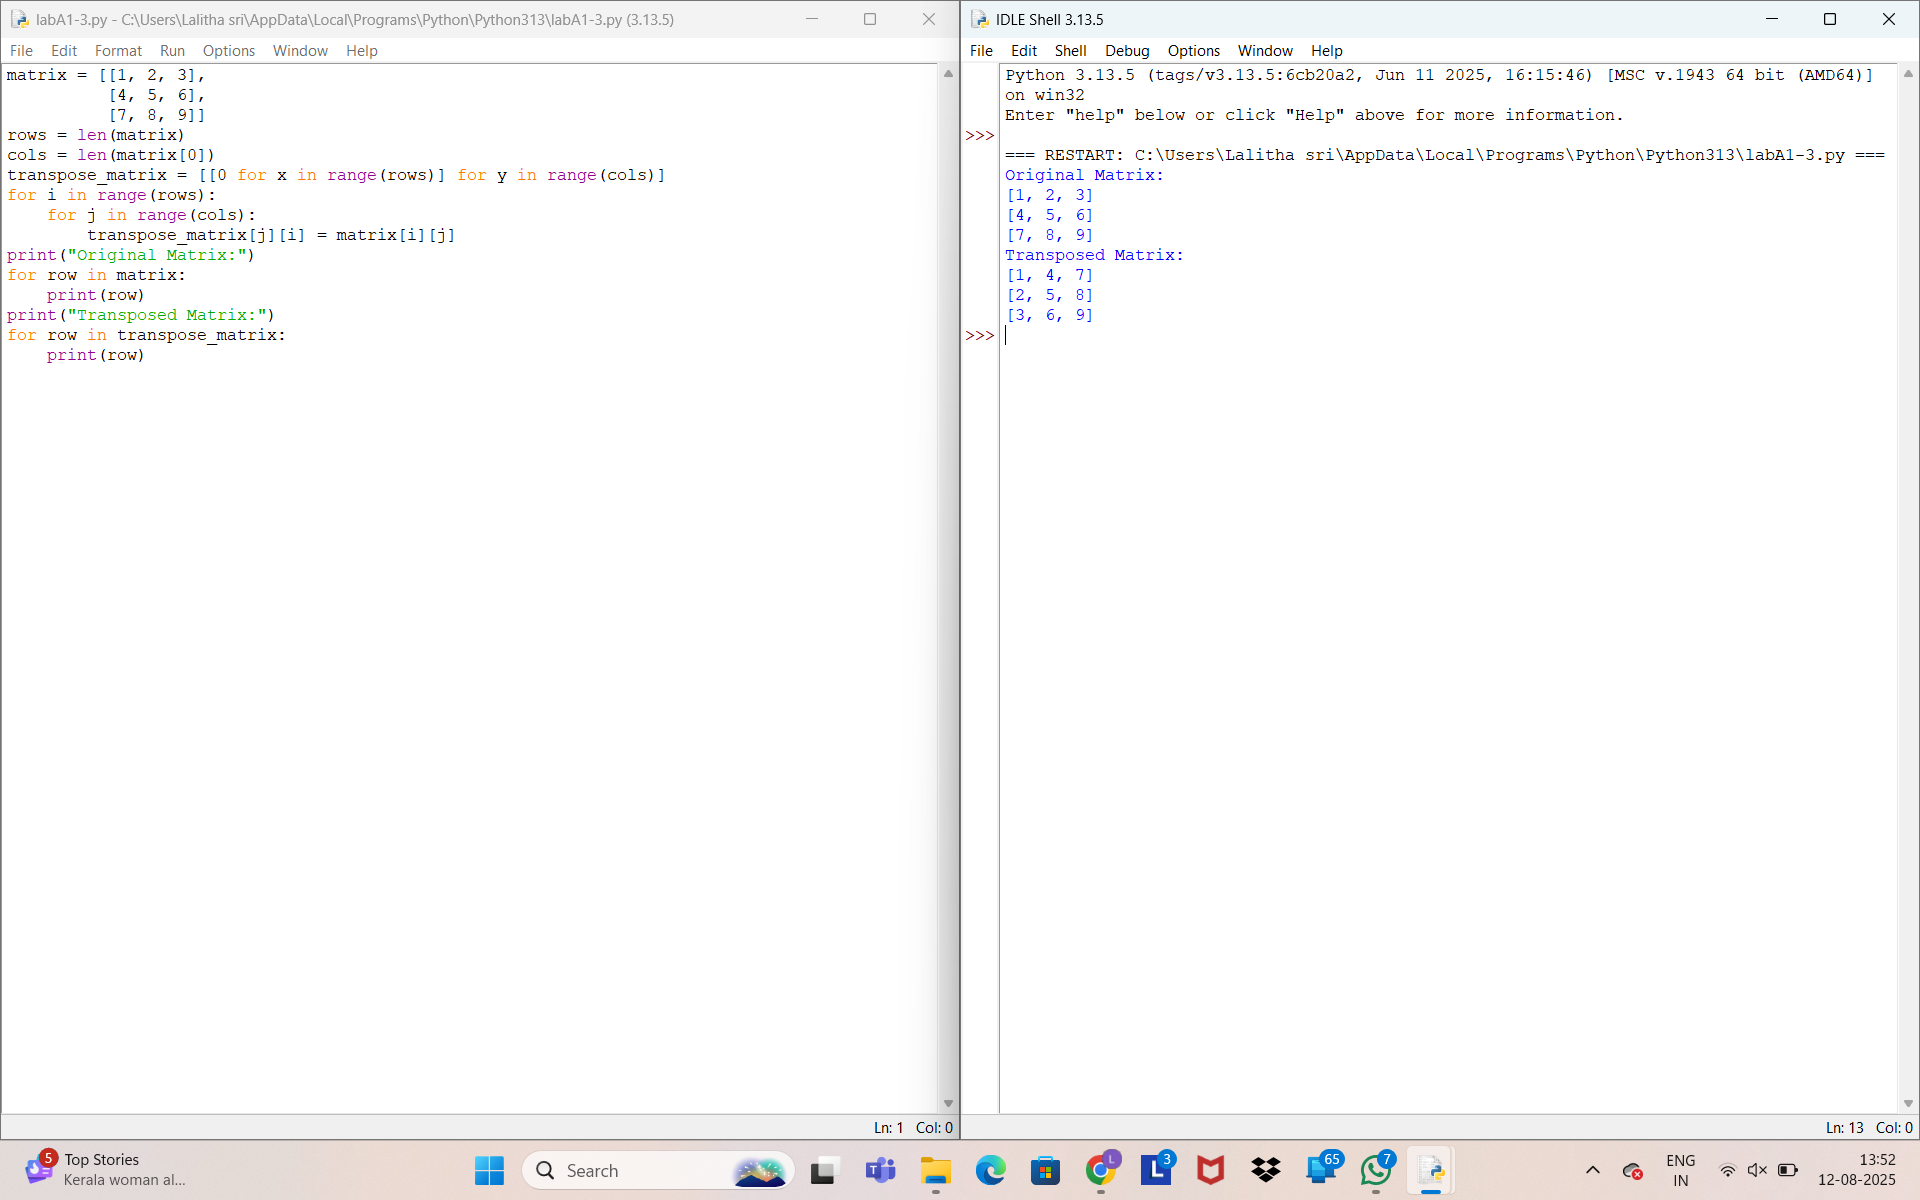 labA1-3.py - C:\Users\Lalitha sri\AppData\Local\Programs\Python\Python313\labA1-3.py (3.13.5)
File Edit Format Run Options Window Help
matrix = [[1, 2, 3],
          [4, 5, 6],
          [7, 8, 9]]
rows = len(matrix)
cols = len(matrix[0])
transpose_matrix = [[0 for x in range(rows)] for y in range(cols)]
for i in range(rows):
    for j in range(cols):
        transpose_matrix[j][i] = matrix[i][j]
print("Original Matrix:")
for row in matrix:
    print(row)
print("Transposed Matrix:")
for row in transpose_matrix:
    print(row)
Ln: 1 Col: 0
IDLE Shell 3.13.5
File Edit Shell Debug Options Window Help
Python 3.13.5 (tags/v3.13.5:6cb20a2, Jun 11 2025, 16:15:46) [MSC v.1943 64 bit (AMD64)]
on win32
Enter "help" below or click "Help" above for more information.
>>>
=== RESTART: C:\Users\Lalitha sri\AppData\Local\Programs\Python\Python313\labA1-3.py ===
Original Matrix:
[1, 2, 3]
[4, 5, 6]
[7, 8, 9]
Transposed Matrix:
[1, 4, 7]
[2, 5, 8]
[3, 6, 9]
>>>
Ln: 13 Col: 0
5
Top Stories
Kerala woman al...
Search
T
L
L 3
65
7
ENG
IN
13:52
12-08-2025